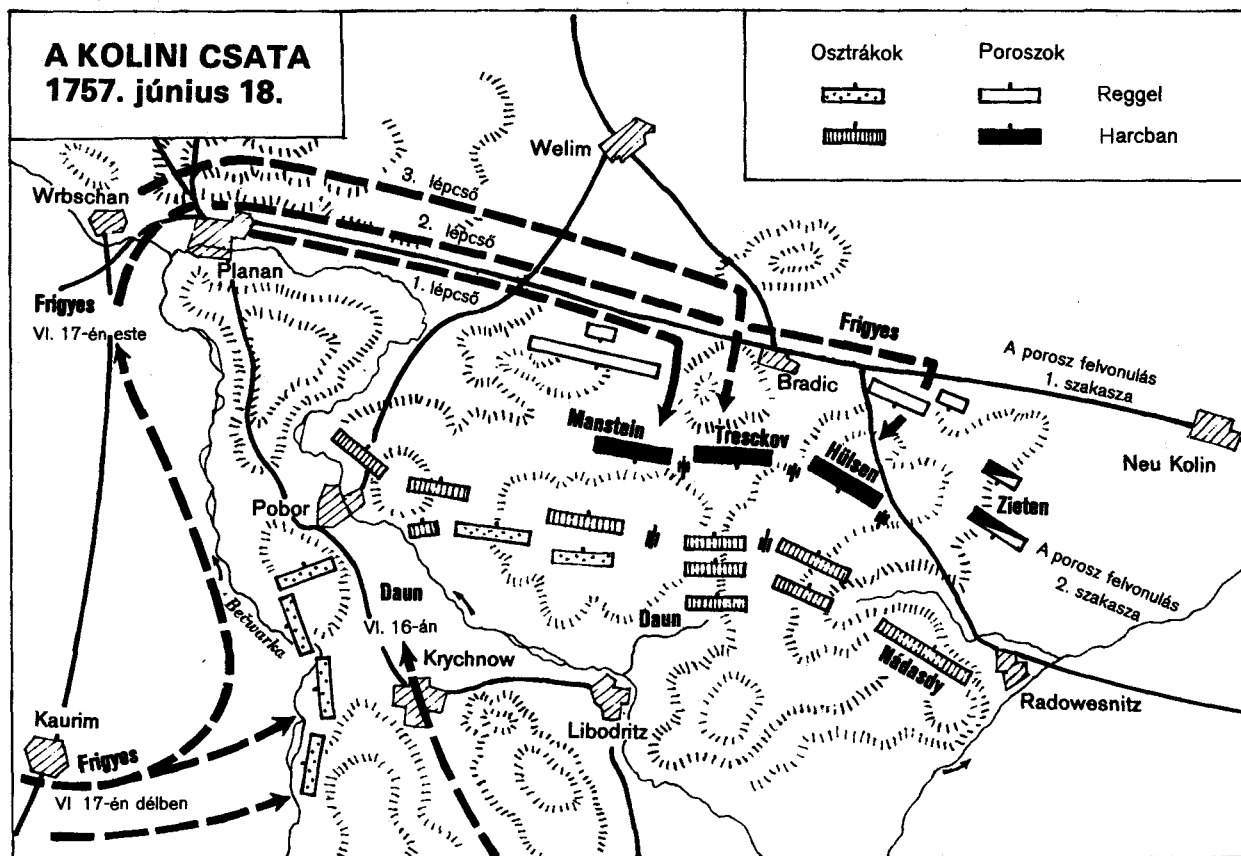 A KOLINI CSATA
1757. június 18.
Osztrákok
Poroszok
Reggel
Harcban
Welim
Wrbschan
3. lépcső
2. lépcső
1. lépcső
Planan
Frigyes
VI. 17-én este
Frigyes
A porosz felvonulás
1. szakasza
Bradic
Neu Kolin
Manstein
Tresckov
Hülsen
Zieten
Pobor
A porosz felvonulás
2. szakasza
Bečwarka
Daun
VI. 16-án
Daun
Krychnow
Nádasdy
Radowesnitz
Libodritz
Kaurim
Frigyes
VI 17-én délben